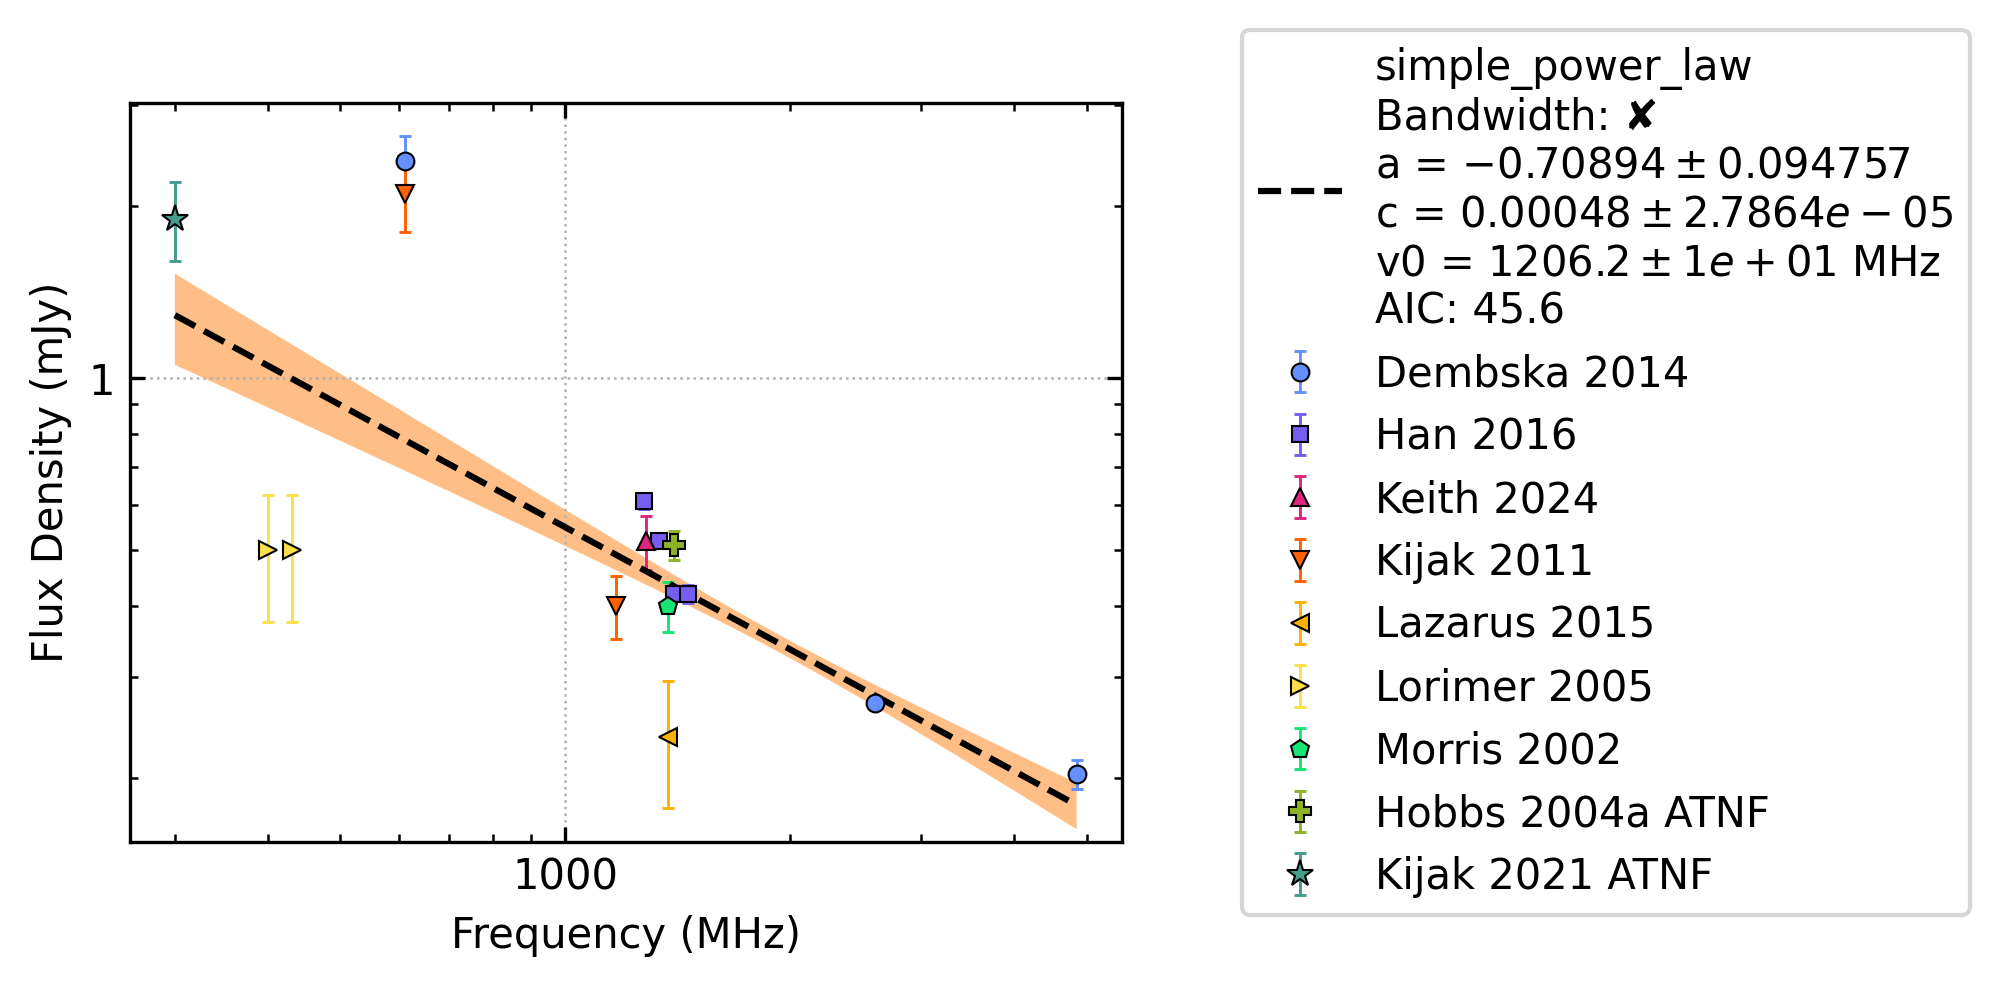 Flux Density (mJy)
1
1000
Frequency (MHz)
simple_power_law
Bandwidth: ✘
a = −0.70894 ± 0.094757
c = 0.00048 ± 2.7864e − 05
v0 = 1206.2 ± 1e + 01 MHz
AIC: 45.6
Dembska 2014
Han 2016
Keith 2024
Kijak 2011
Lazarus 2015
Lorimer 2005
Morris 2002
Hobbs 2004a ATNF
Kijak 2021 ATNF